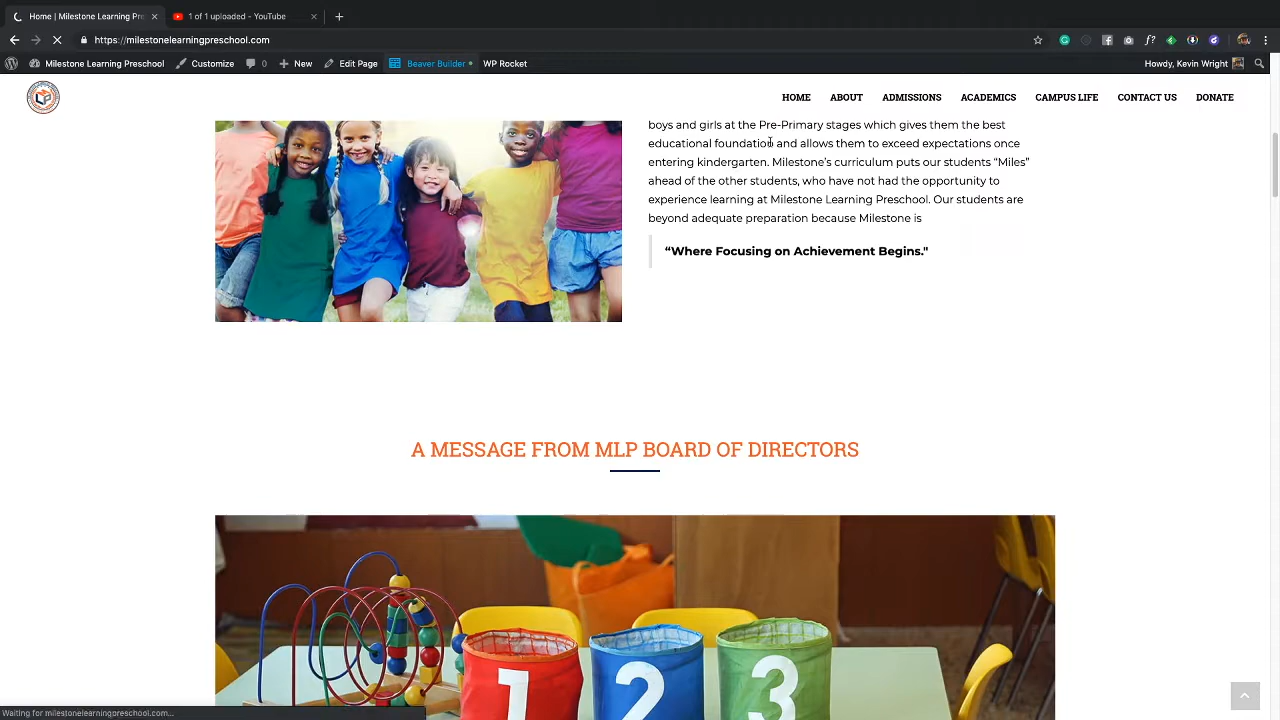 Home | Milestone Learning Pre
1 of 1 uploaded - YouTube
https://milestonelearningpreschool.com
Milestone Learning Preschool
Customize
0
New
Edit Page
Beaver Builder
WP Rocket
Howdy, Kevin Wright
HOME
ABOUT
ADMISSIONS
ACADEMICS
CAMPUS LIFE
CONTACT US
DONATE
boys and girls at the Pre-Primary stages which gives them the best
educational foundation and allows them to exceed expectations once
entering kindergarten. Milestone’s curriculum puts our students “Miles”
ahead of the other students, who have not had the opportunity to
experience learning at Milestone Learning Preschool. Our students are
beyond adequate preparation because Milestone is
“Where Focusing on Achievement Begins."
A MESSAGE FROM MLP BOARD OF DIRECTORS
1
2
3
Waiting for milestonelearningpreschool.com...